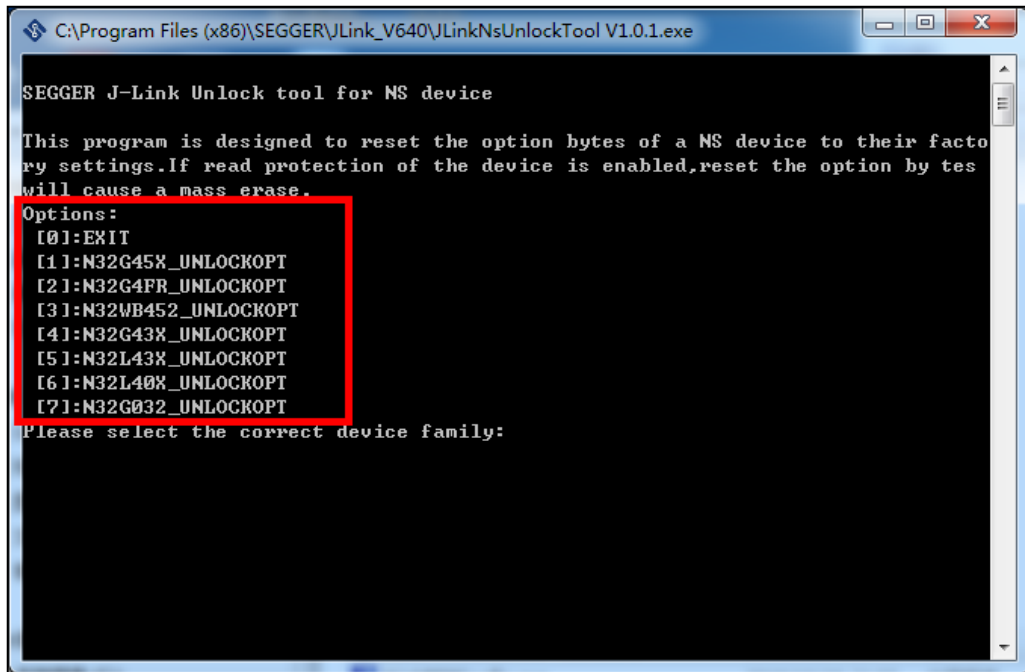 C:\Program Files (x86)\SEGGER\JLink_V640\JLinkNsUnlockTool V1.0.1.exe
SEGGER J-Link Unlock tool for NS device
This program is designed to reset the option bytes of a NS device to their facto
ry settings.If read protection of the device is enabled,reset the option by tes
will cause a mass erase.
Options:
[0]:EXIT
[1]:N32G45X_UNLOCKOPT
[2]:N32G4FR_UNLOCKOPT
[3]:N32WB452_UNLOCKOPT
[4]:N32G43X_UNLOCKOPT
[5]:N32L43X_UNLOCKOPT
[6]:N32L40X_UNLOCKOPT
[7]:N32G032_UNLOCKOPT
Please select the correct device family: